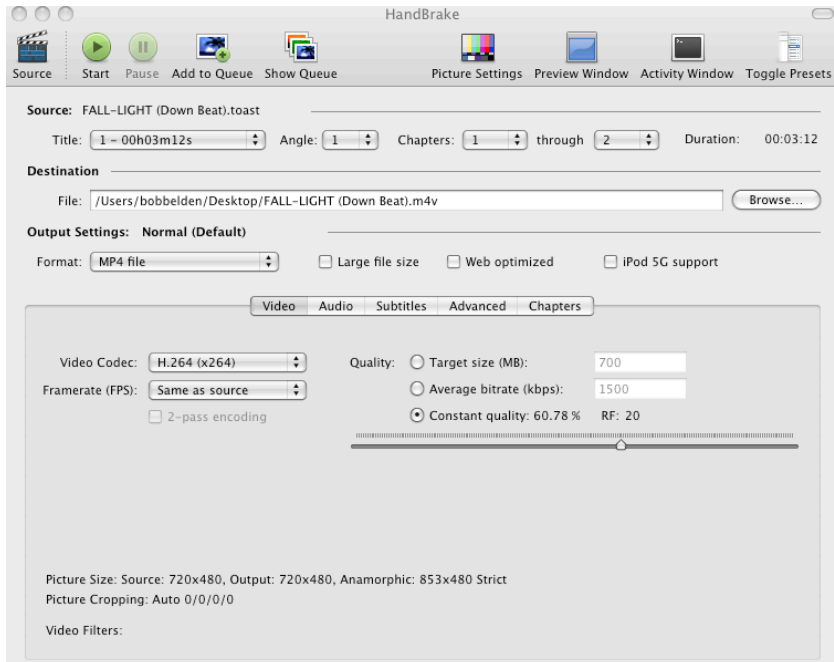 HandBrake
Source Start Pause Add to Queue Show Queue Picture Settings Preview Window Activity Window Toggle Presets
Source: FALL-LIGHT (Down Beat).toast
Title: 1 - 00h03m12s Angle: 1 Chapters: 1 through 2 Duration: 00:03:12
Destination
File: /Users/bobbelden/Desktop/FALL-LIGHT (Down Beat).m4v Browse...
Output Settings: Normal (Default)
Format: MP4 file Large file size Web optimized iPod 5G support
Video Audio Subtitles Advanced Chapters
Video Codec: H.264 (x264) Quality: Target size (MB): 700
Framerate (FPS): Same as source Average bitrate (kbps): 1500
2-pass encoding Constant quality: 60.78 % RF: 20
Picture Size: Source: 720x480, Output: 720x480, Anamorphic: 853x480 Strict
Picture Cropping: Auto 0/0/0/0
Video Filters: